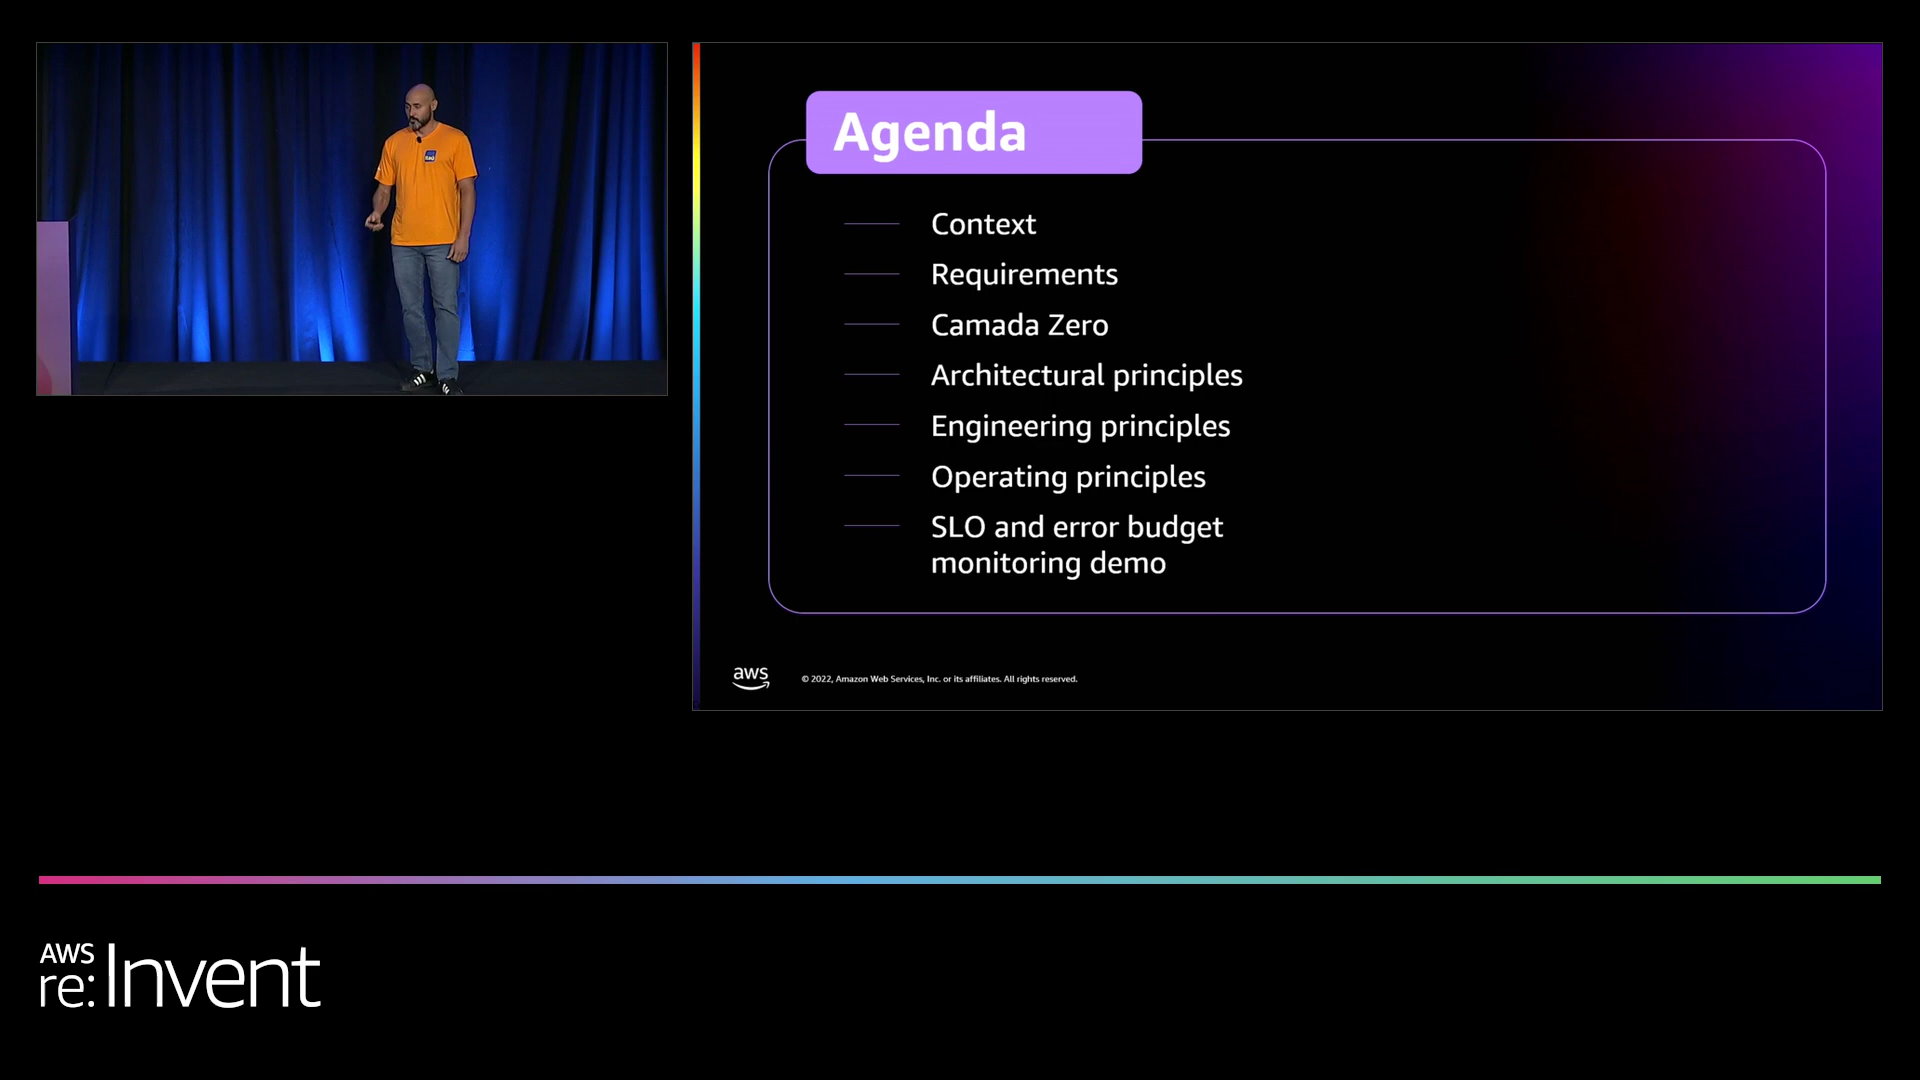 Itaú
Agenda
Context
Requirements
Camada Zero
Architectural principles
Engineering principles
Operating principles
SLO and error budget
monitoring demo
aws
© 2022, Amazon Web Services, Inc. or its affiliates. All rights reserved.
AWS
re:Invent